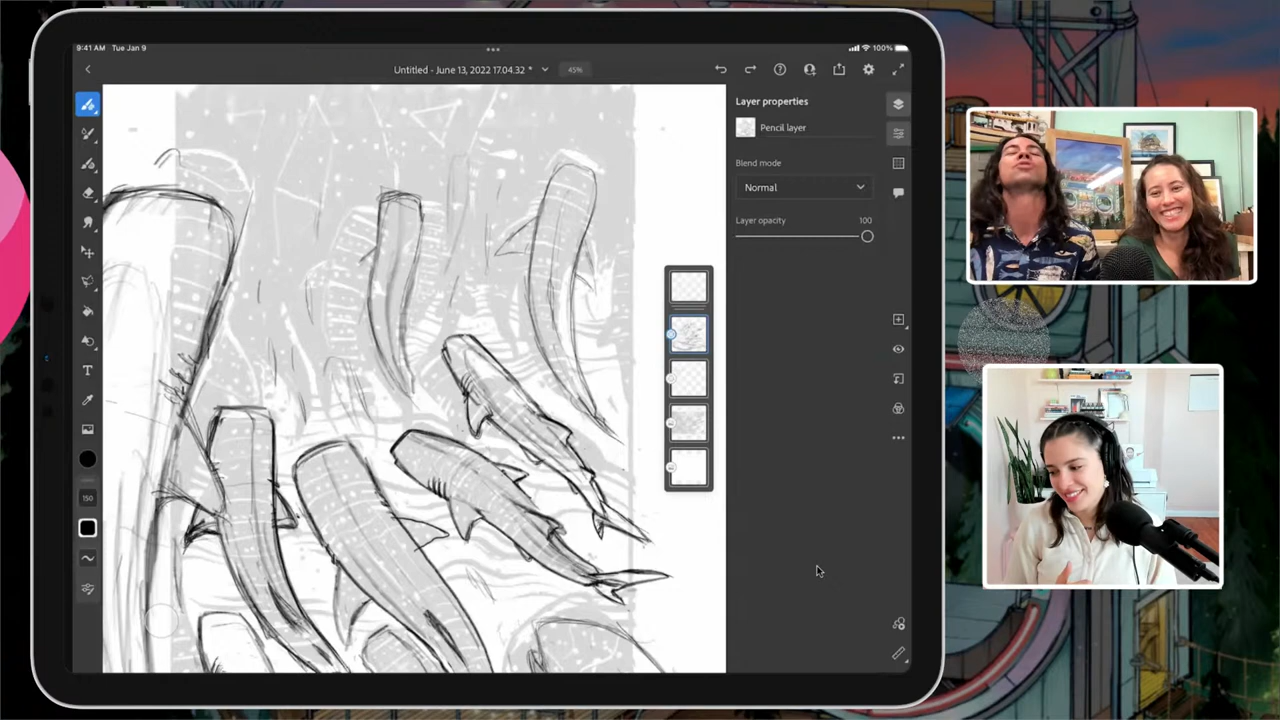 9:41 AM Tue Jan 9
100%
Untitled - June 13, 2022 17.04.32 *
45%
Layer properties
Pencil layer
Blend mode
Normal
Layer opacity 100
T
150